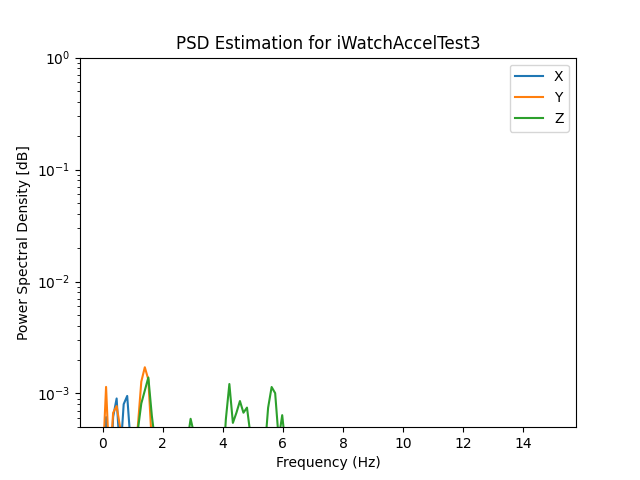 PSD Estimation for iWatchAccelTest3
X
Y
Z
Power Spectral Density [dB]
10⁰
10⁻¹
10⁻²
10⁻³
0 2 4 6 8 10 12 14
Frequency (Hz)